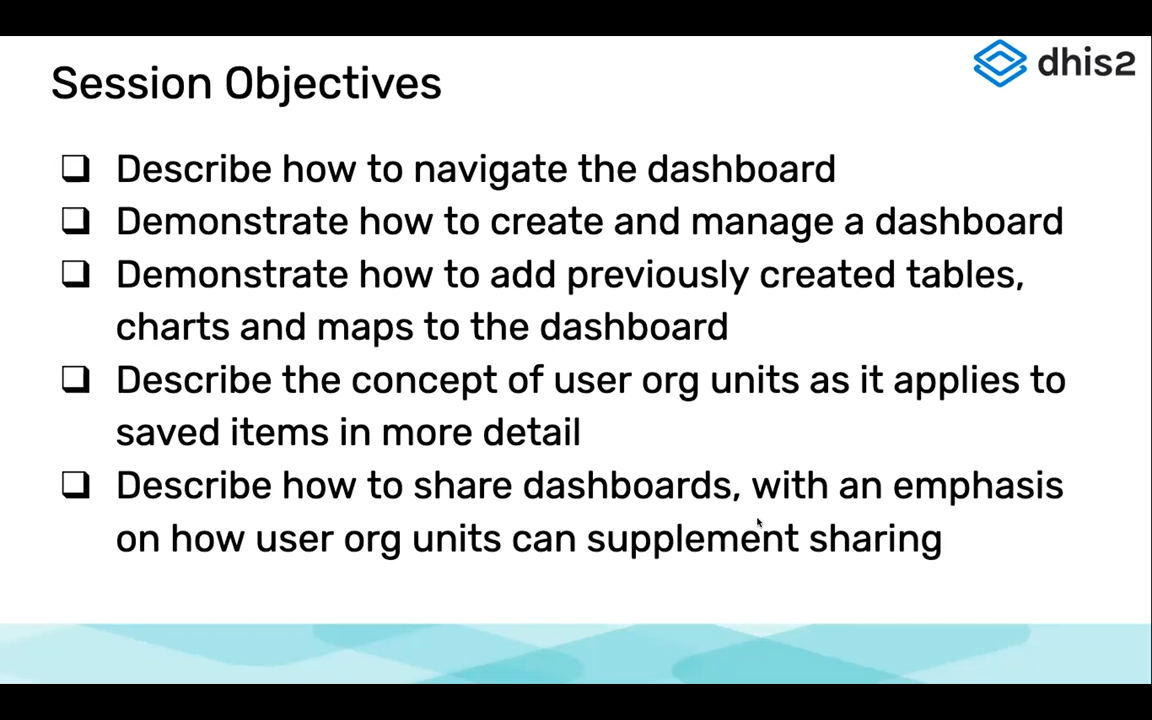 Session Objectives
dhis2
❑ Describe how to navigate the dashboard
❑ Demonstrate how to create and manage a dashboard
❑ Demonstrate how to add previously created tables,
charts and maps to the dashboard
❑ Describe the concept of user org units as it applies to
saved items in more detail
❑ Describe how to share dashboards, with an emphasis
on how user org units can supplement sharing